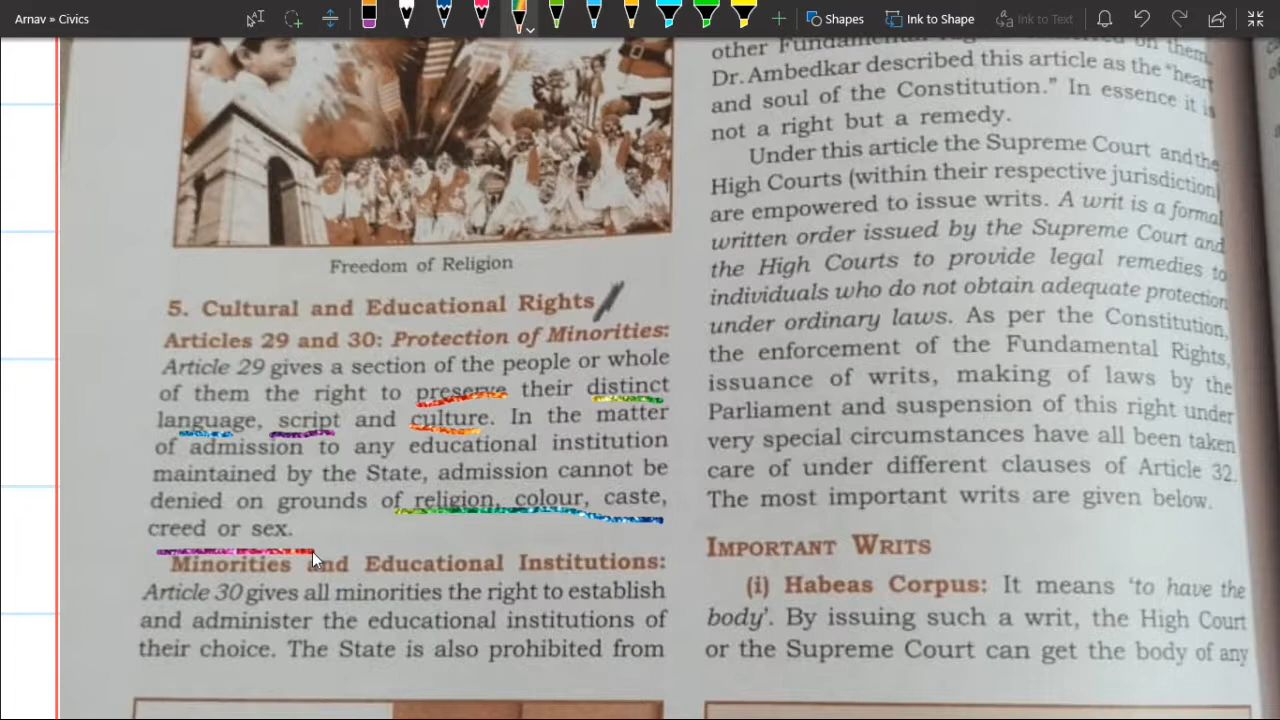 Arnav » Civics
Shapes
Ink to Shape
Ink to Text
Freedom of Religion
5. Cultural and Educational Rights
Articles 29 and 30: Protection of Minorities:
Article 29 gives a section of the people or whole
of them the right to preserve their distinct
language, script and culture. In the matter
of admission to any educational institution
maintained by the State, admission cannot be
denied on grounds of religion, colour, caste,
creed or sex.
Minorities and Educational Institutions:
Article 30 gives all minorities the right to establish
and administer the educational institutions of
their choice. The State is also prohibited from
other Fundamental on them.
Dr. Ambedkar described this article as the "heart
and soul of the Constitution." In essence it is
not a right but a remedy.
Under this article the Supreme Court and the
High Courts (within their respective jurisdiction)
are empowered to issue writs. A writ is a formal
written order issued by the Supreme Court and
the High Courts to provide legal remedies to
individuals who do not obtain adequate protection
under ordinary laws. As per the Constitution,
the enforcement of the Fundamental Rights,
issuance of writs, making of laws by the
Parliament and suspension of this right under
very special circumstances have all been taken
care of under different clauses of Article 32.
The most important writs are given below.
IMPORTANT WRITS
(i) Habeas Corpus: It means 'to have the
body'. By issuing such a writ, the High Court
or the Supreme Court can get the body of any